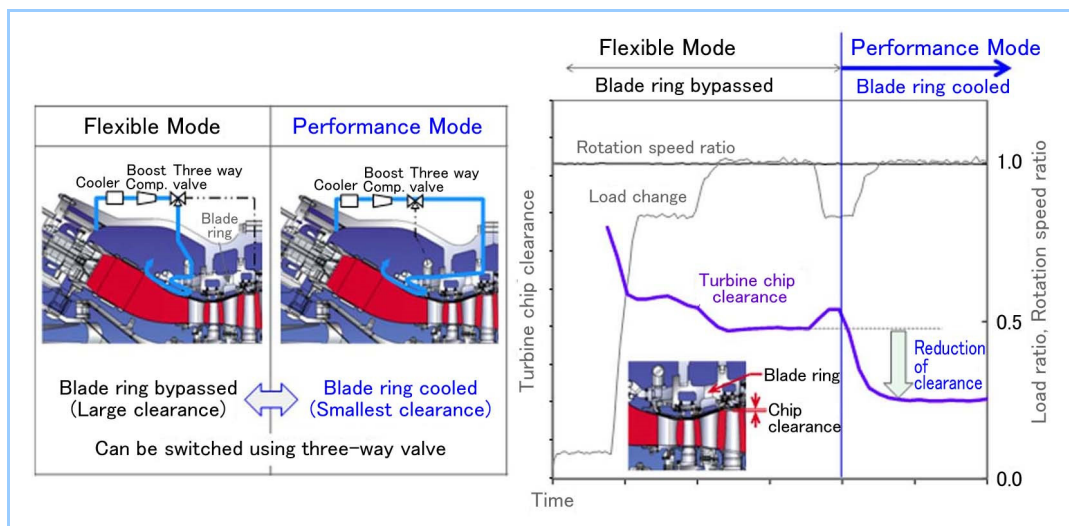 Flexible Mode
Performance Mode
Cooler
Boost Comp.
Three way valve
Blade ring
Cooler
Boost Comp.
Three way valve
Blade ring bypassed
(Large clearance)
Blade ring cooled
(Smallest clearance)
Can be switched using three-way valve
Flexible Mode
Performance Mode
Blade ring bypassed
Blade ring cooled
Turbine chip clearance
Rotation speed ratio
Load change
Turbine chip
clearance
Reduction
of
clearance
Blade ring
Chip
clearance
1.0
0.5
0.0
Load ratio, Rotation speed ratio
Time